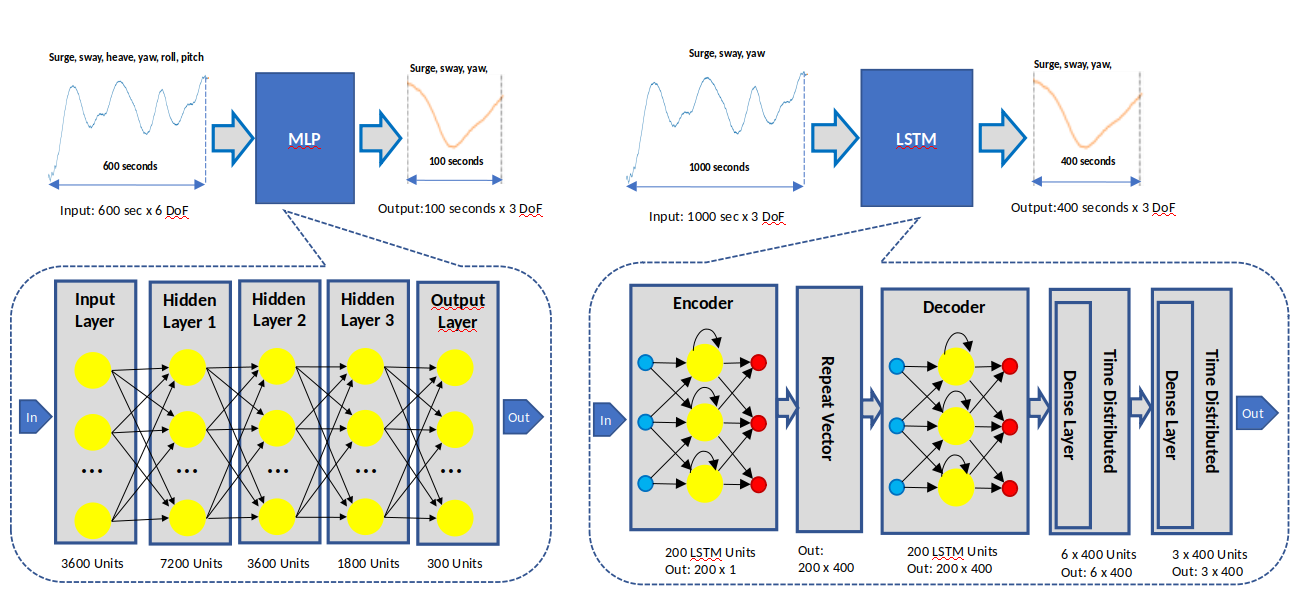 Surge, sway, heave, yaw, roll, pitch
600 seconds
Input: 600 sec x 6 DoF
MLP
Surge, sway, yaw,
100 seconds
Output:100 seconds x 3 DoF
Surge, sway, yaw
1000 seconds
Input: 1000 sec x 3 DoF
LSTM
Surge, sway, yaw,
400 seconds
Output:400 seconds x 3 DoF
In
Input
Layer
...
3600 Units
Hidden
Layer 1
...
7200 Units
Hidden
Layer 2
...
3600 Units
Hidden
Layer 3
...
1800 Units
Output
Layer
...
300 Units
Out
In
Encoder
200 LSTM Units
Out: 200 x 1
Repeat Vector
Out:
200 x 400
Decoder
200 LSTM Units
Out: 200 x 400
Dense Layer
Time Distributed
6 x 400 Units
Out: 6 x 400
Dense Layer
Time Distributed
3 x 400 Units
Out: 3 x 400
Out